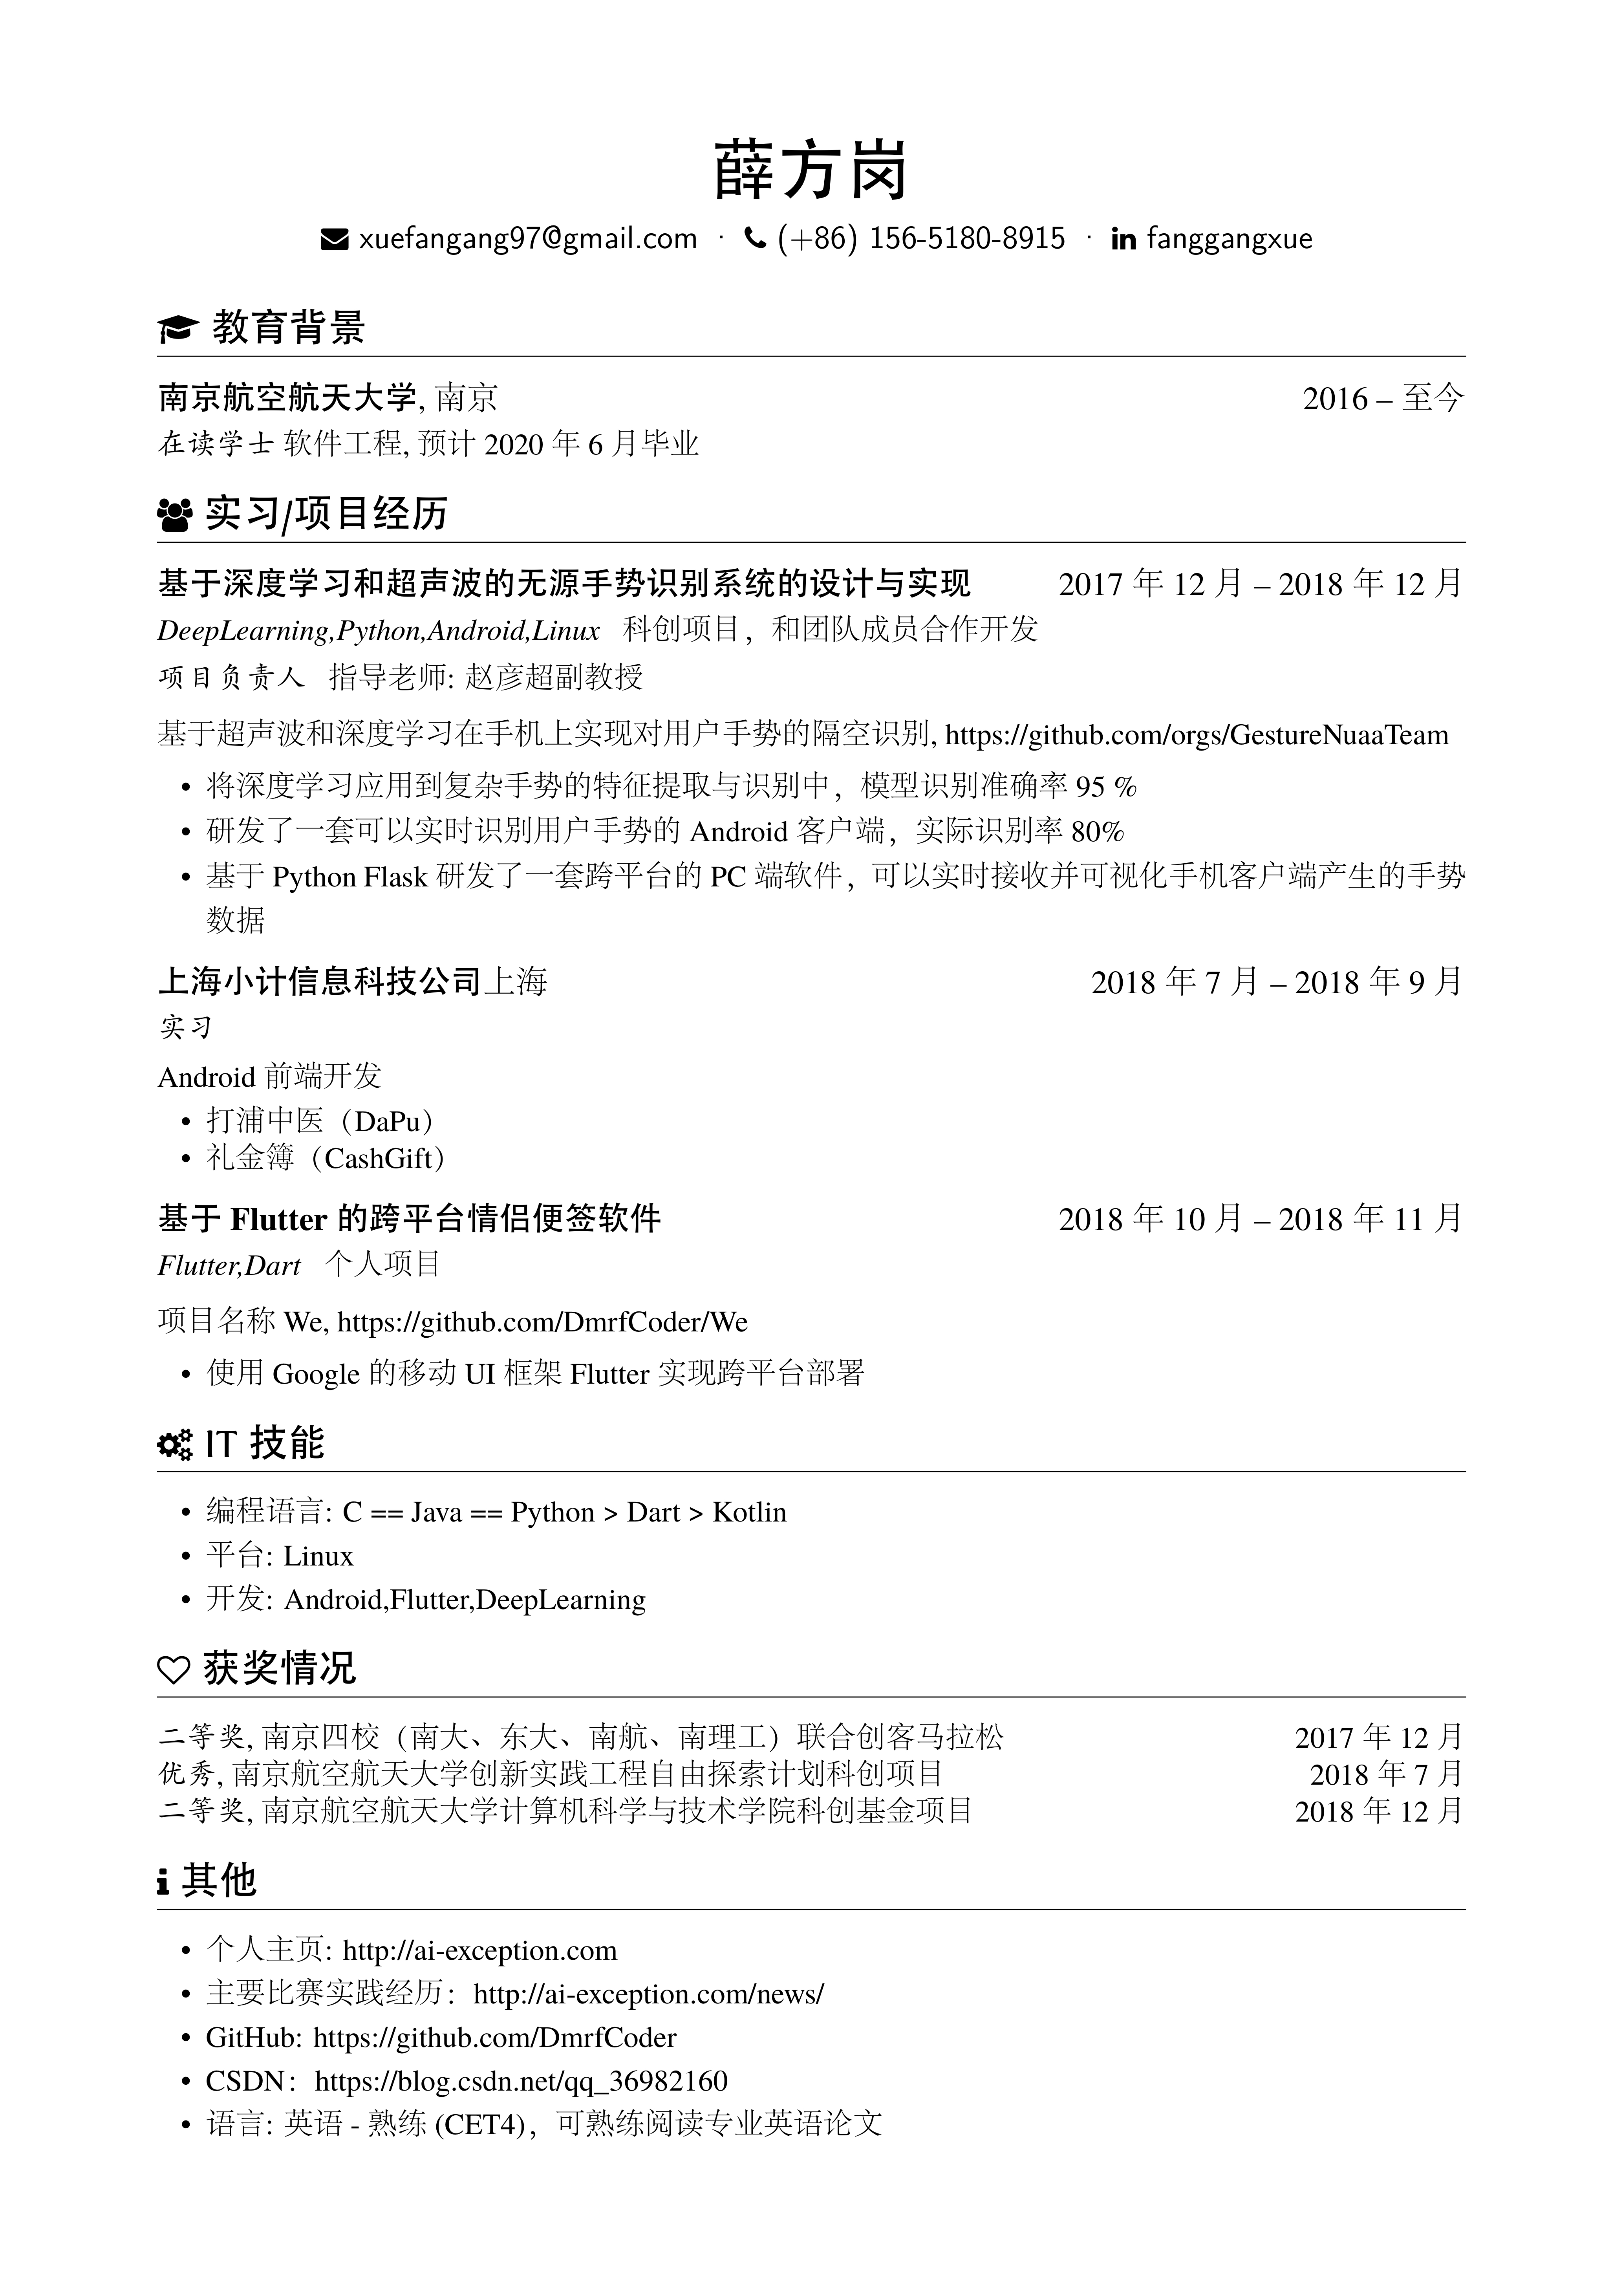 薛方岗
xuefangang97@gmail.com · (+86) 156-5180-8915 · fanggangxue
教育背景
南京航空航天大学, 南京 2016 – 至今
在读学士 软件工程, 预计 2020 年 6 月毕业
实习/项目经历
基于深度学习和超声波的无源手势识别系统的设计与实现 2017 年 12 月 – 2018 年 12 月
DeepLearning,Python,Android,Linux 科创项目，和团队成员合作开发
项目负责人 指导老师: 赵彦超副教授
基于超声波和深度学习在手机上实现对用户手势的隔空识别, https://github.com/orgs/GestureNuaaTeam
• 将深度学习应用到复杂手势的特征提取与识别中，模型识别准确率 95 %
• 研发了一套可以实时识别用户手势的 Android 客户端，实际识别率 80%
• 基于 Python Flask 研发了一套跨平台的 PC 端软件，可以实时接收并可视化手机客户端产生的手势
数据
上海小计信息科技公司上海 2018 年 7 月 – 2018 年 9 月
实习
Android 前端开发
• 打浦中医（DaPu）
• 礼金簿（CashGift）
基于 Flutter 的跨平台情侣便签软件 2018 年 10 月 – 2018 年 11 月
Flutter,Dart 个人项目
项目名称 We, https://github.com/DmrfCoder/We
• 使用 Google 的移动 UI 框架 Flutter 实现跨平台部署
IT 技能
• 编程语言: C == Java == Python > Dart > Kotlin
• 平台: Linux
• 开发: Android,Flutter,DeepLearning
获奖情况
二等奖, 南京四校（南大、东大、南航、南理工）联合创客马拉松 2017 年 12 月
优秀, 南京航空航天大学创新实践工程自由探索计划科创项目 2018 年 7 月
二等奖, 南京航空航天大学计算机科学与技术学院科创基金项目 2018 年 12 月
其他
• 个人主页: http://ai-exception.com
• 主要比赛实践经历：http://ai-exception.com/news/
• GitHub: https://github.com/DmrfCoder
• CSDN：https://blog.csdn.net/qq_36982160
• 语言: 英语 - 熟练 (CET4)，可熟练阅读专业英语论文